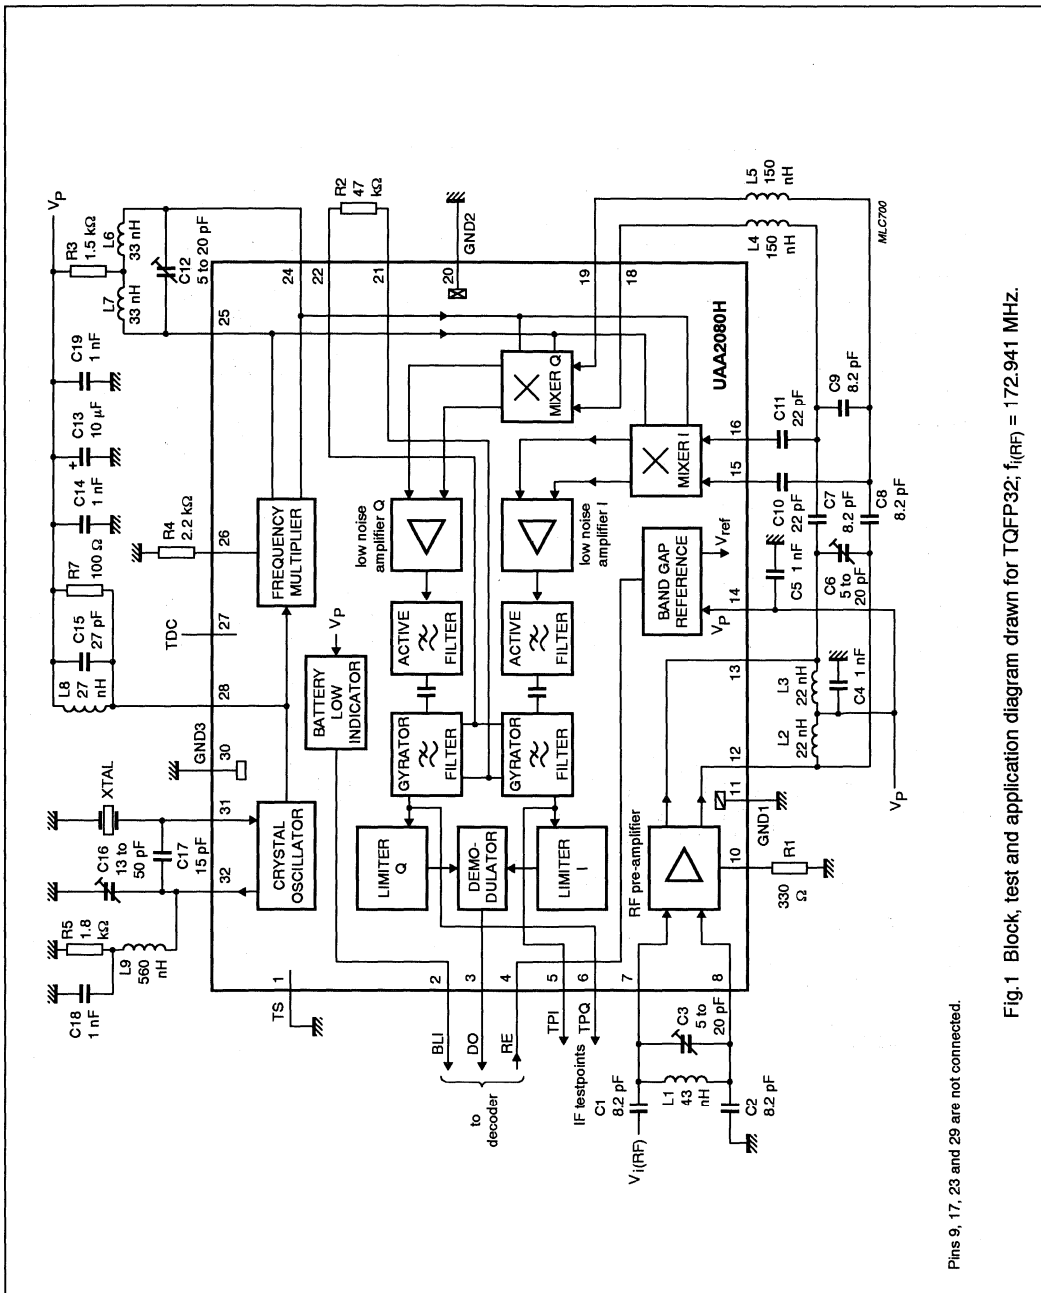 VP
R3
1.5 kΩ
L6
33 nH
L7
33 nH
C12
5 to 20 pF
C19
1 nF
C13
10 µF
+
C14
1 nF
R4
2.2 kΩ
R7
100 Ω
C15
27 pF
L8
27
nH
TDC
GND3
XTAL
C16
13 to
50 pF
C17
15 pF
R5
1.8
kΩ
L9
560
nH
C18
1 nF
R2
47
kΩ
GND2
L5
150
nH
L4
150
nH
MLC700
25
24
22
21
20
19
18
26
27
28
30
31
32
1
TS
UAA2080H
FREQUENCY
MULTIPLIER
VP
BATTERY
LOW
INDICATOR
CRYSTAL
OSCILLATOR
low noise
amplifier Q
ACTIVE
FILTER
GYRATOR
FILTER
LIMITER
Q
DEMO-
DULATOR
LIMITER
I
low noise
amplifier I
ACTIVE
FILTER
GYRATOR
FILTER
MIXER Q
MIXER I
BAND GAP
REFERENCE
Vref
VP
RF pre-amplifier
2
3
4
5
6
7
8
10
11
12
13
14
15
16
BLI
DO
RE
to
decoder
TPI
TPQ
IF testpoints
C1
8.2 pF
L1
43
nH
C3
5 to
20 pF
C2
8.2 pF
Vi(RF)
R1
330
Ω
GND1
L2
22 nH
L3
22 nH
C4
1 nF
VP
C5
1 nF
C6
5 to
20 pF
C7
8.2 pF
C8
8.2 pF
C10
22 pF
C11
22 pF
C9
8.2 pF
Pins 9, 17, 23 and 29 are not connected.
Fig.1 Block, test and application diagram drawn for TQFP32; fi(RF) = 172.941 MHz.